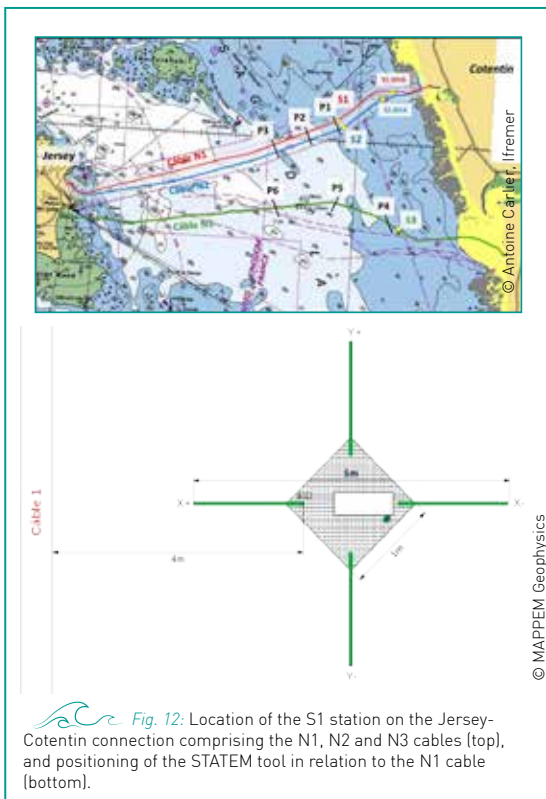 Jersey
Cotentin
Câble N1
Câble N3
S1
S2
S3
P1
P2
P3
P4
P5
P6
© Antoine Carlier, Ifremer
Câble 1
Y+
5m
X+
X-
4m
1m
Y-
© MAPPEM Geophysics
Fig. 12: Location of the S1 station on the Jersey-
Cotentin connection comprising the N1, N2 and N3 cables (top),
and positioning of the STATEM tool in relation to the N1 cable
(bottom).